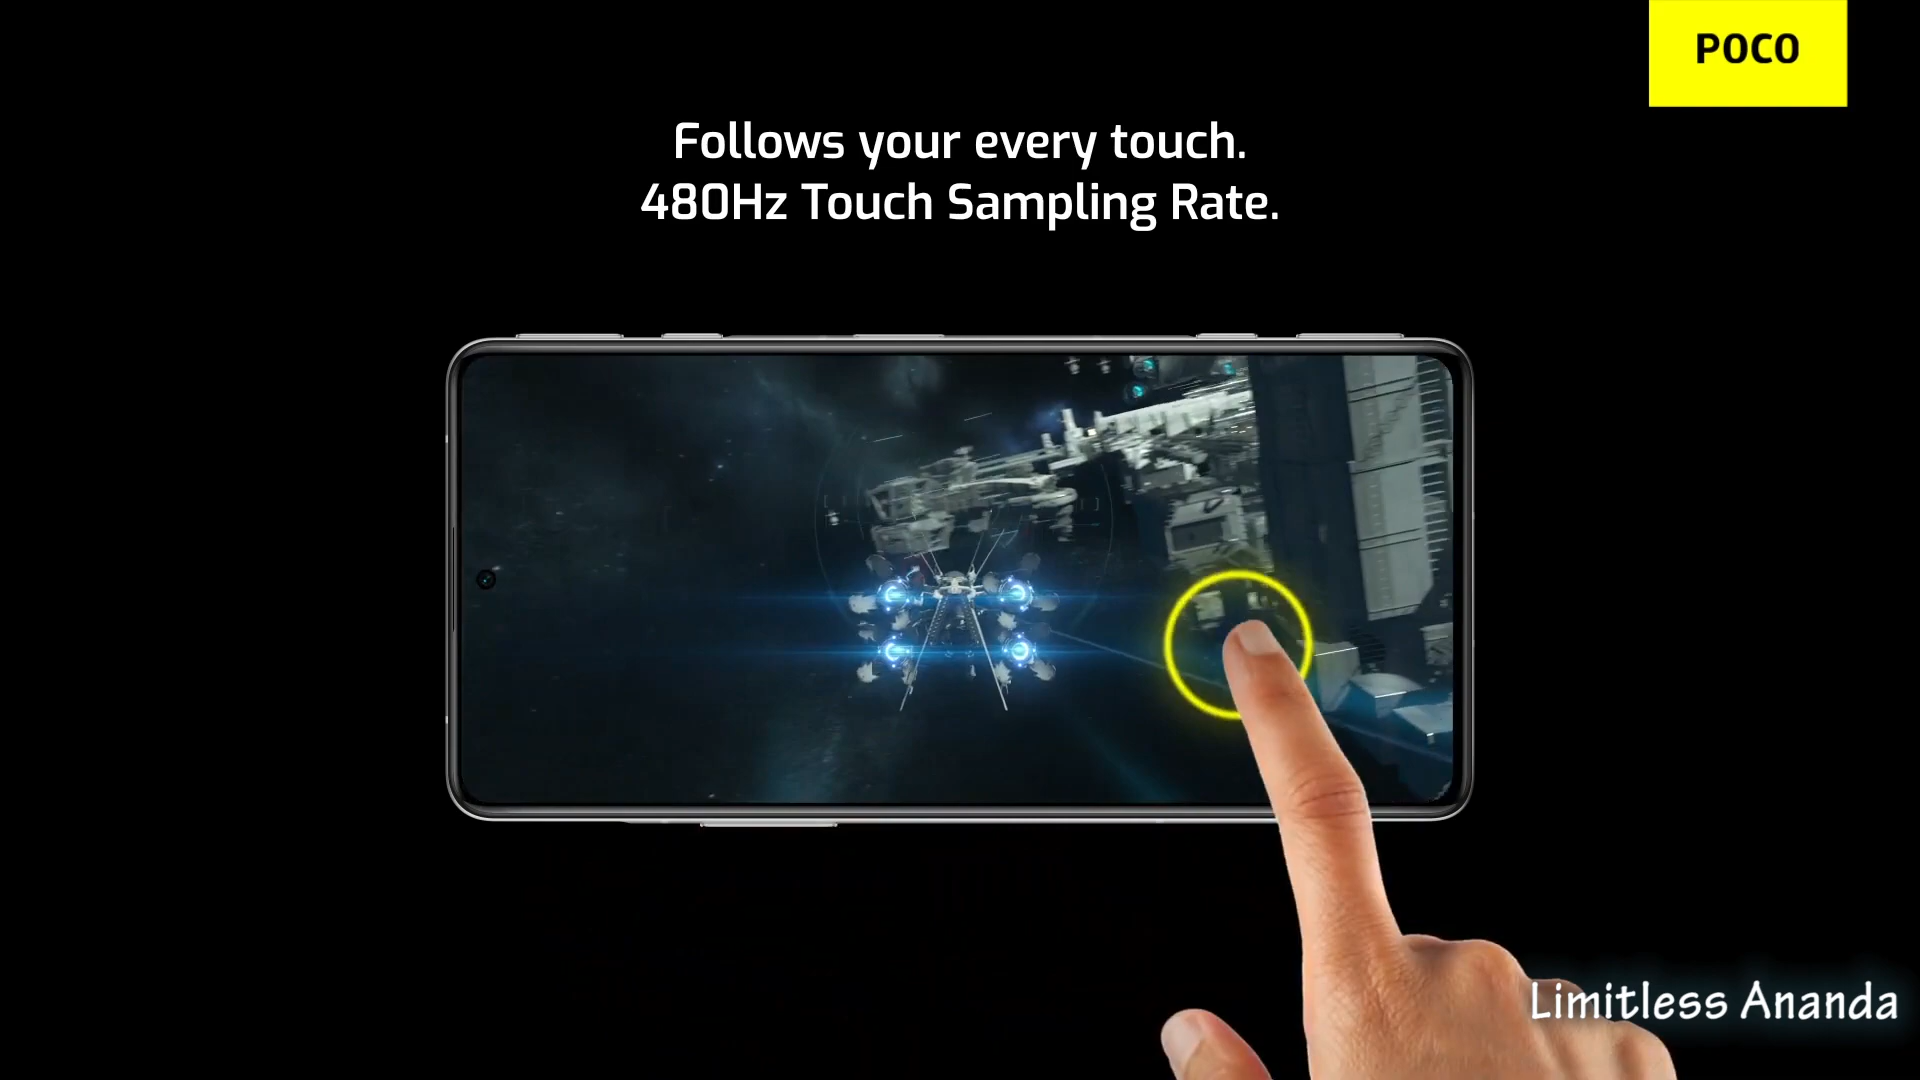 POCO
Follows your every touch.
480Hz Touch Sampling Rate.
Limitless Ananda